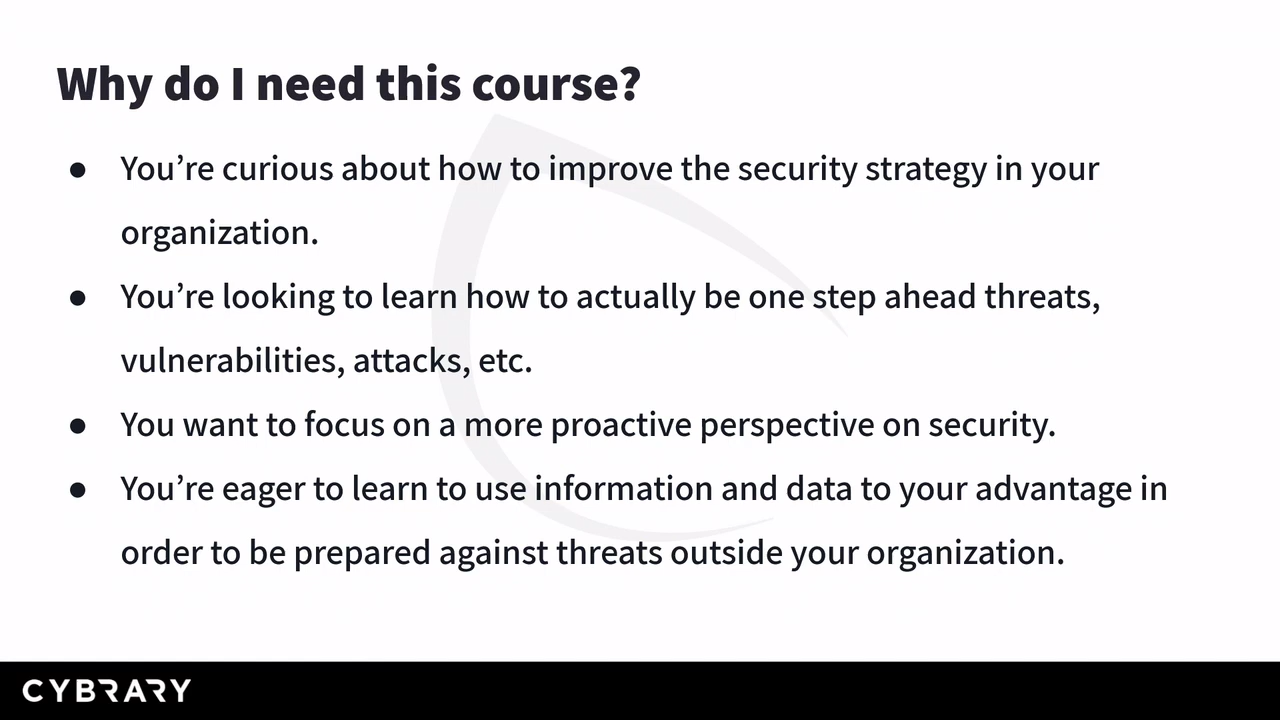 Why do I need this course?
● You’re curious about how to improve the security strategy in your
organization.
● You’re looking to learn how to actually be one step ahead threats,
vulnerabilities, attacks, etc.
● You want to focus on a more proactive perspective on security.
● You’re eager to learn to use information and data to your advantage in
order to be prepared against threats outside your organization.
CYBRARY